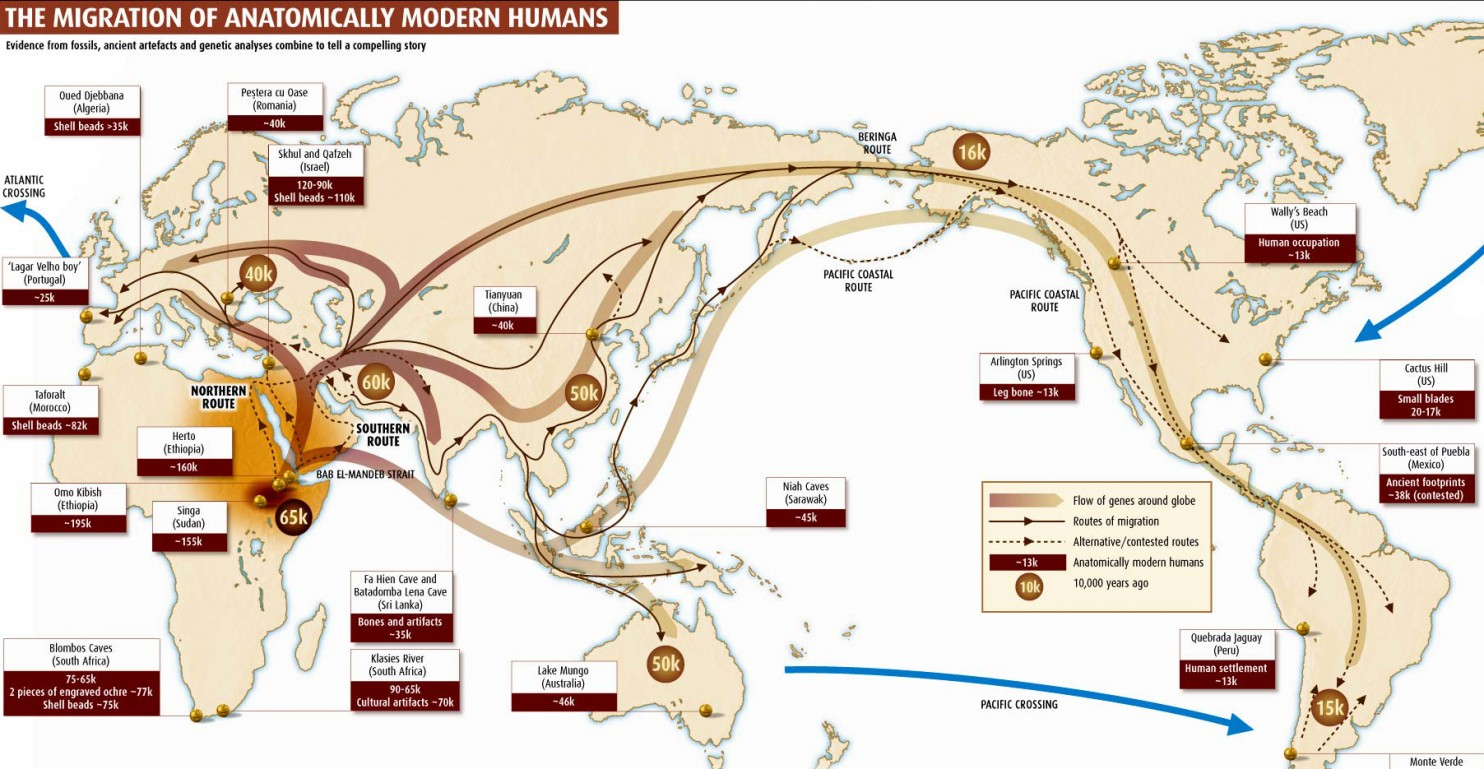 THE MIGRATION OF ANATOMICALLY MODERN HUMANS
Evidence from fossils, ancient artefacts and genetic analyses combine to tell a compelling story
Oued Djebbana
(Algeria)
Shell beads >35k
Peştera cu Oase
(Romania)
~40k
Skhul and Qafzeh
(Israel)
120-90k
Shell beads ~110k
ATLANTIC
CROSSING
'Lagar Velho boy'
(Portugal)
~25k
40k
BERINGA
ROUTE
16k
Wally's Beach
(US)
Human occupation
~13k
PACIFIC COASTAL
ROUTE
PACIFIC COASTAL
ROUTE
Tianyuan
(China)
~40k
Arlington Springs
(US)
Leg bone ~13k
Cactus Hill
(US)
Small blades
20-17k
Taforalt
(Morocco)
Shell beads ~82k
NORTHERN
ROUTE
60k
50k
SOUTHERN
ROUTE
BAB EL-MANDEB STRAIT
Herto
(Ethiopia)
~160k
Omo Kibish
(Ethiopia)
~195k
Singa
(Sudan)
~155k
65k
Niah Caves
(Sarawak)
~45k
South-east of Puebla
(Mexico)
Ancient footprints
~38k (contested)
Flow of genes around globe
Routes of migration
Alternative/contested routes
~13k
Anatomically modern humans
10k
10,000 years ago
Fa Hien Cave and
Batadomba Lena Cave
(Sri Lanka)
Bones and artifacts
~35k
Blombos Caves
(South Africa)
75-65k
2 pieces of engraved ochre ~77k
Shell beads ~75k
Klasies River
(South Africa)
90-65k
Cultural artifacts ~70k
Lake Mungo
(Australia)
~46k
50k
Quebrada Jaguay
(Peru)
Human settlement
~13k
PACIFIC CROSSING
15k
Monte Verde